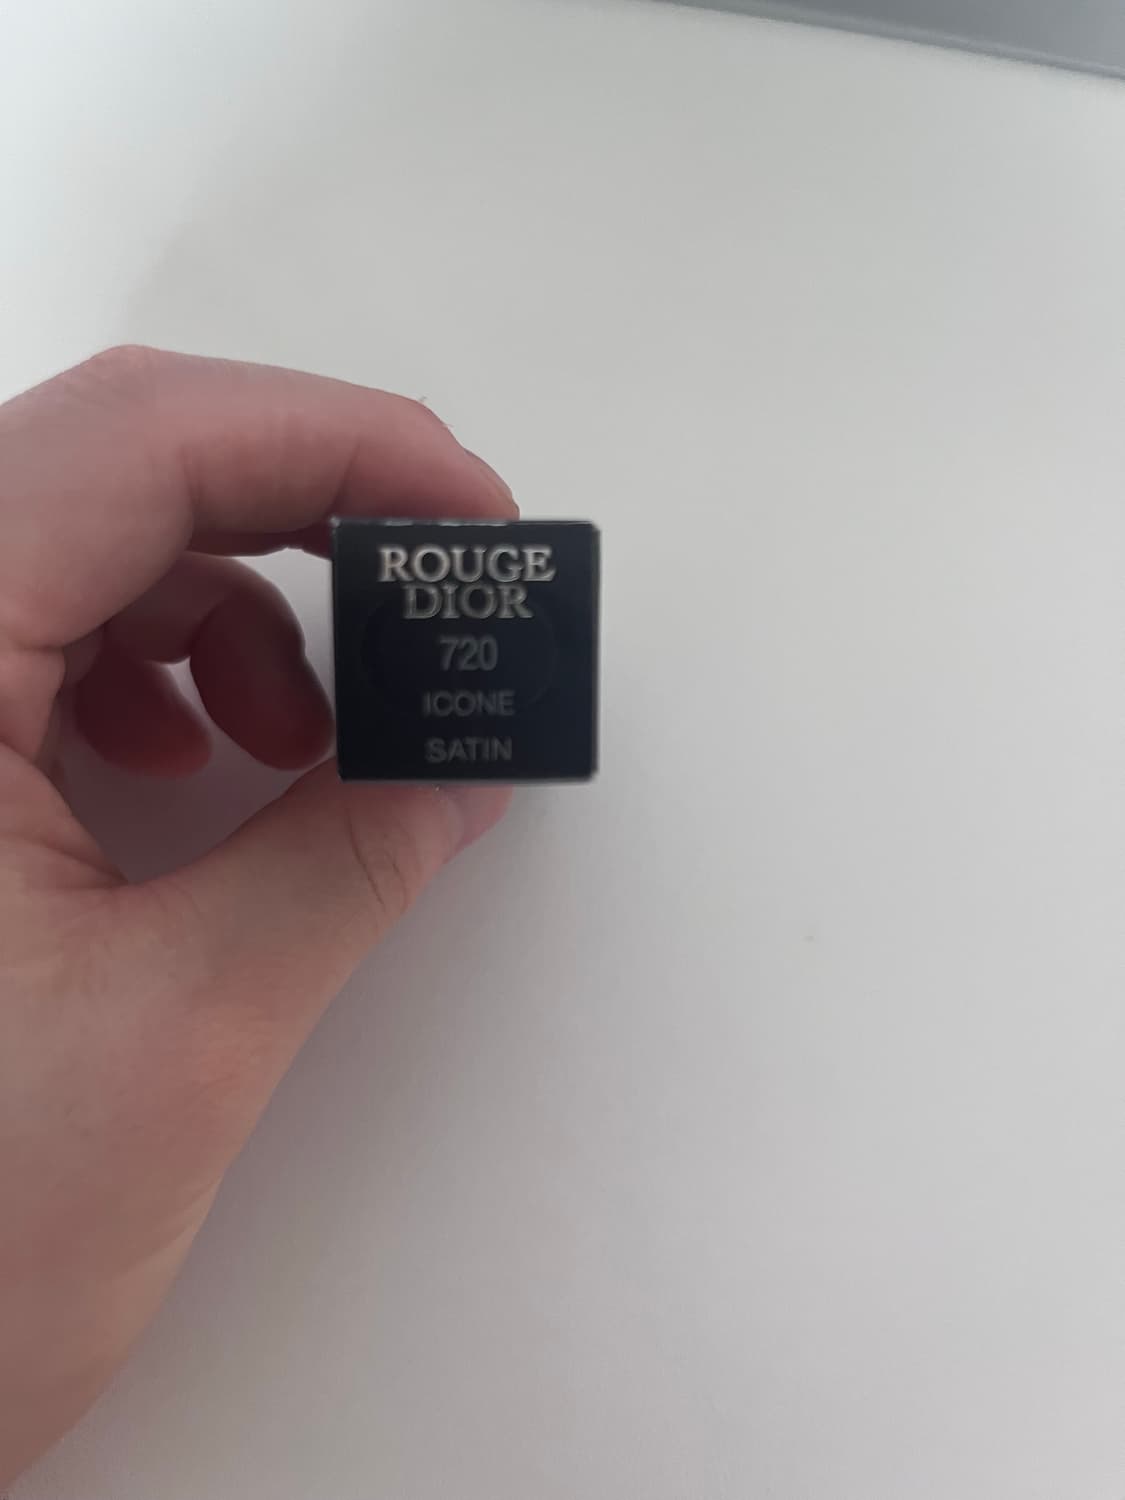 ROUGE
DIOR
720
ICONE
SATIN